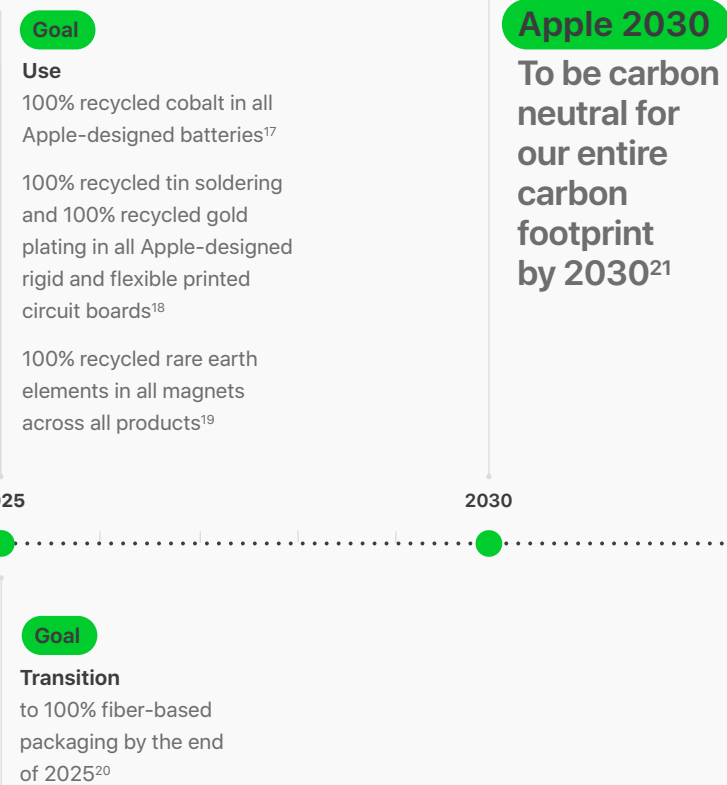 Goal
Use
100% recycled cobalt in all
Apple-designed batteries¹⁷
100% recycled tin soldering
and 100% recycled gold
plating in all Apple-designed
rigid and flexible printed
circuit boards¹⁸
100% recycled rare earth
elements in all magnets
across all products¹⁹
Apple 2030
To be carbon
neutral for
our entire
carbon
footprint
by 2030²¹
25
2030
Goal
Transition
to 100% fiber-based
packaging by the end
of 2025²⁰